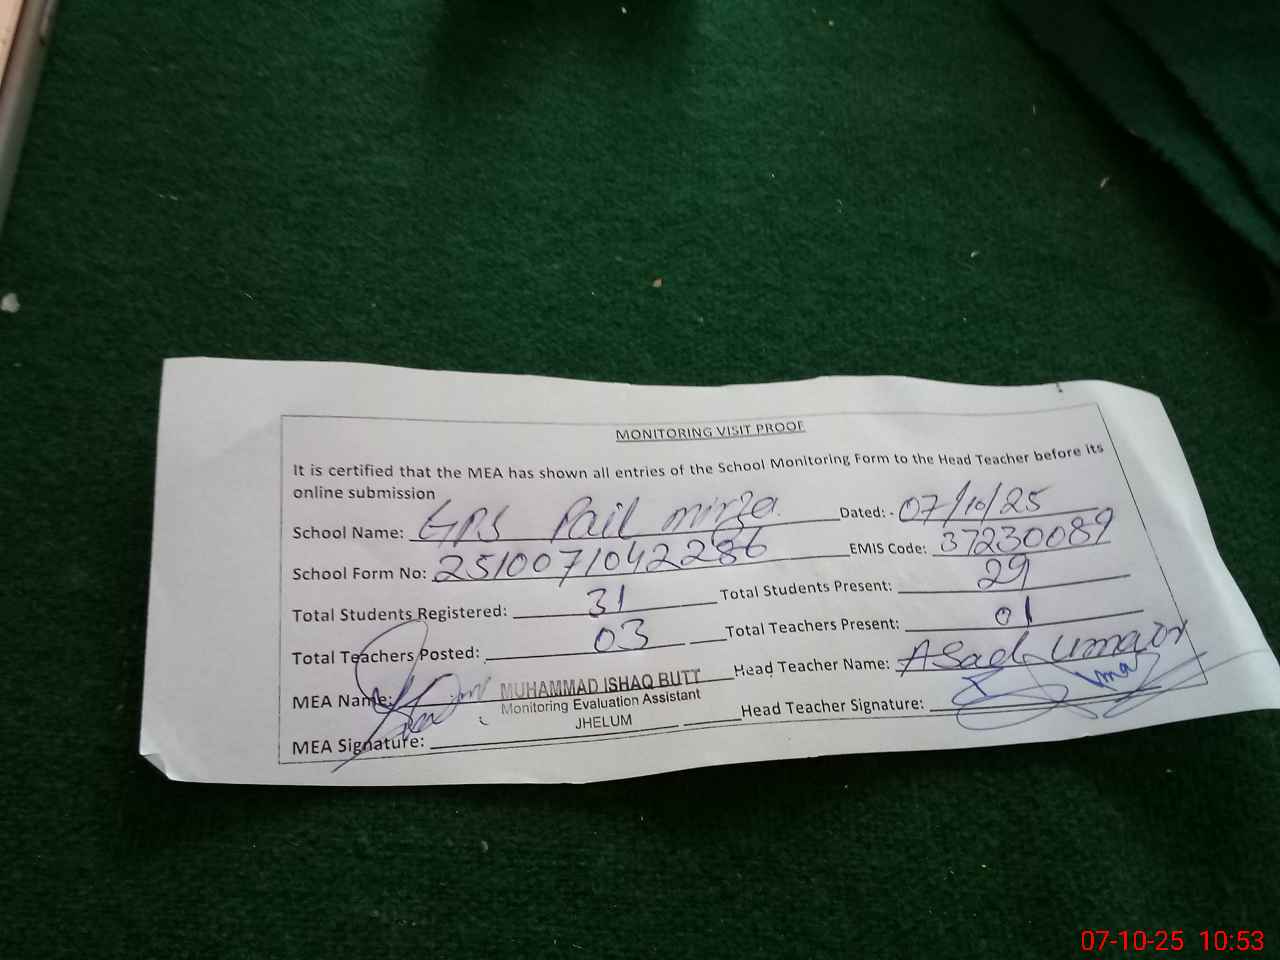 MONITORING VISIT PROOF
It is certified that the MEA has shown all entries of the School Monitoring Form to the Head Teacher before its
online submission
School Name: GPS Pail mirza Dated: - 07/10/25
School Form No: 2510071042286 EMIS Code: 37230089
Total Students Registered: 31 Total Students Present: 29
Total Teachers Posted: 03 Total Teachers Present: 01
MEA Name: MUHAMMAD ISHAQ BUTT Head Teacher Name: Asad Umar
Monitoring Evaluation Assistant
JHELUM
MEA Signature: Head Teacher Signature:
07-10-25 10:53